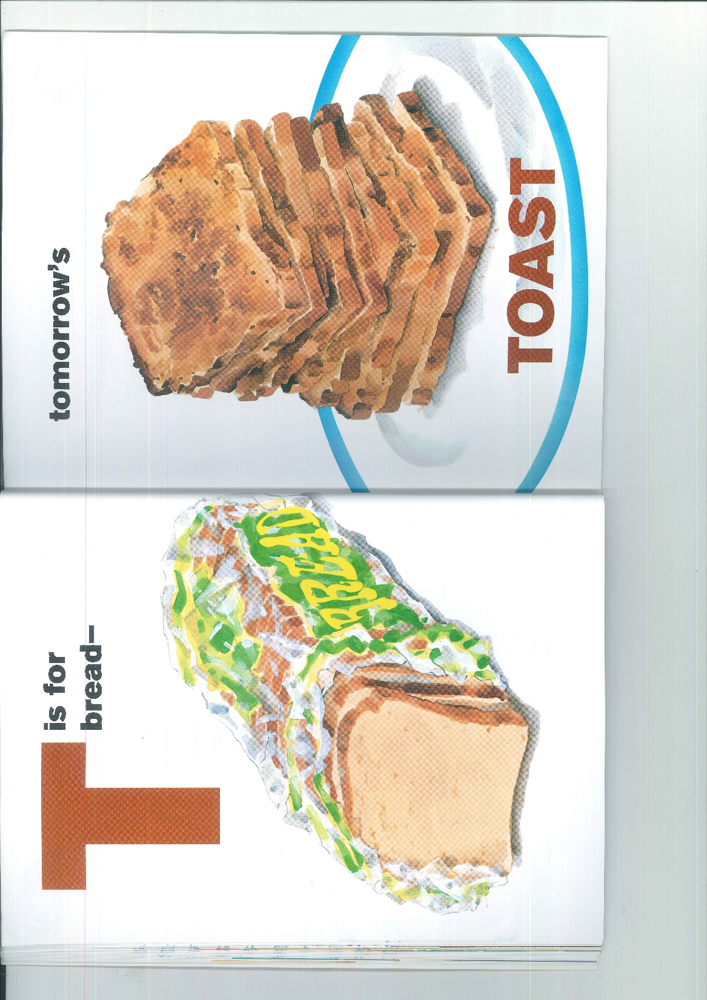 T
is for
bread–
BREAD
tomorrow's
TOAST